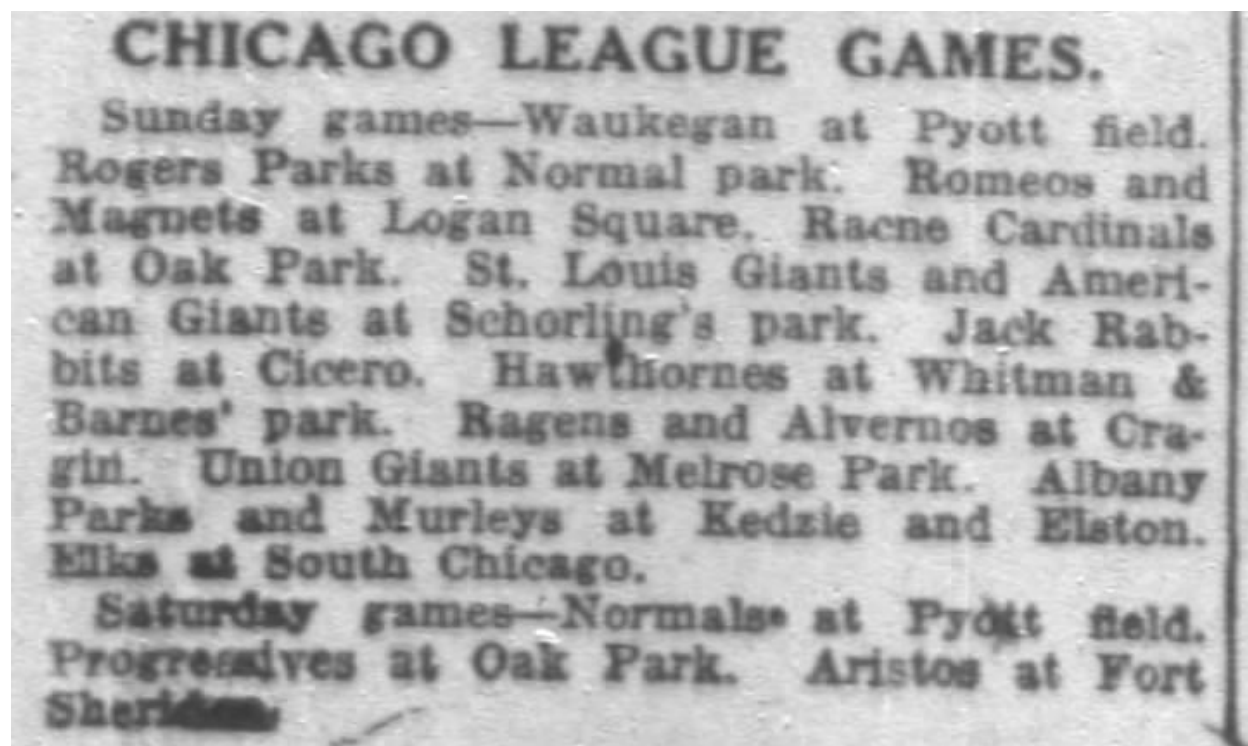 CHICAGO LEAGUE GAMES.
Sunday games—Waukegan at Pyott field.
Rogers Parks at Normal park. Romeos and
Magnets at Logan Square. Racne Cardinals
at Oak Park. St. Louis Giants and Ameri-
can Giants at Schorling's park. Jack Rab-
bits at Cicero. Hawthornes at Whitman &
Barnes' park. Ragens and Alvernos at Cra-
gin. Union Giants at Melrose Park. Albany
Parks and Murleys at Kedzie and Elston.
Elks at South Chicago.
Saturday games—Normals at Pyott field.
Progressives at Oak Park. Aristos at Fort
Sheridan.